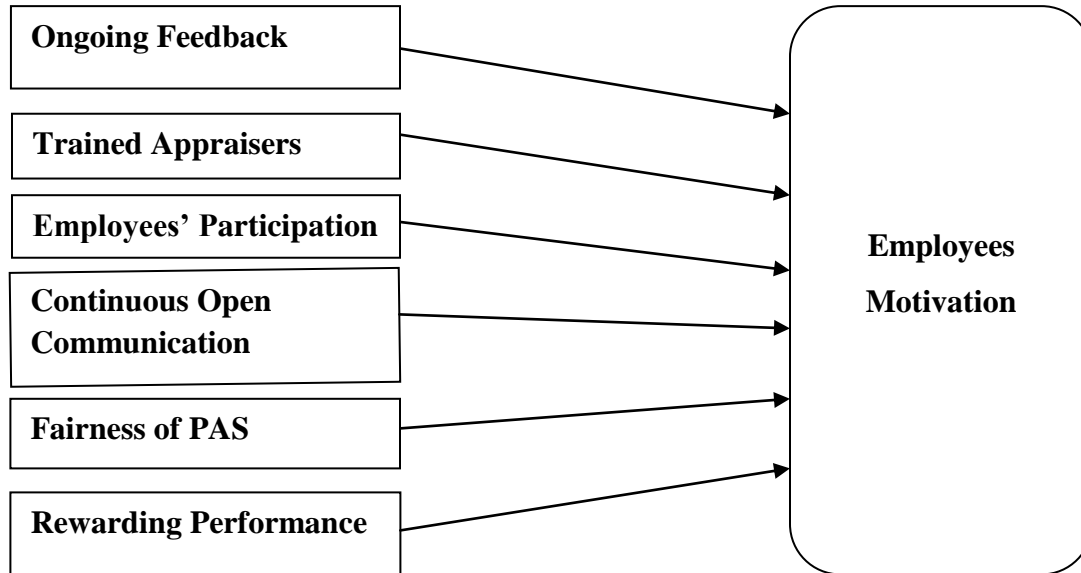 Ongoing Feedback
Trained Appraisers
Employees’ Participation
Continuous Open
Communication
Fairness of PAS
Rewarding Performance
Employees
Motivation